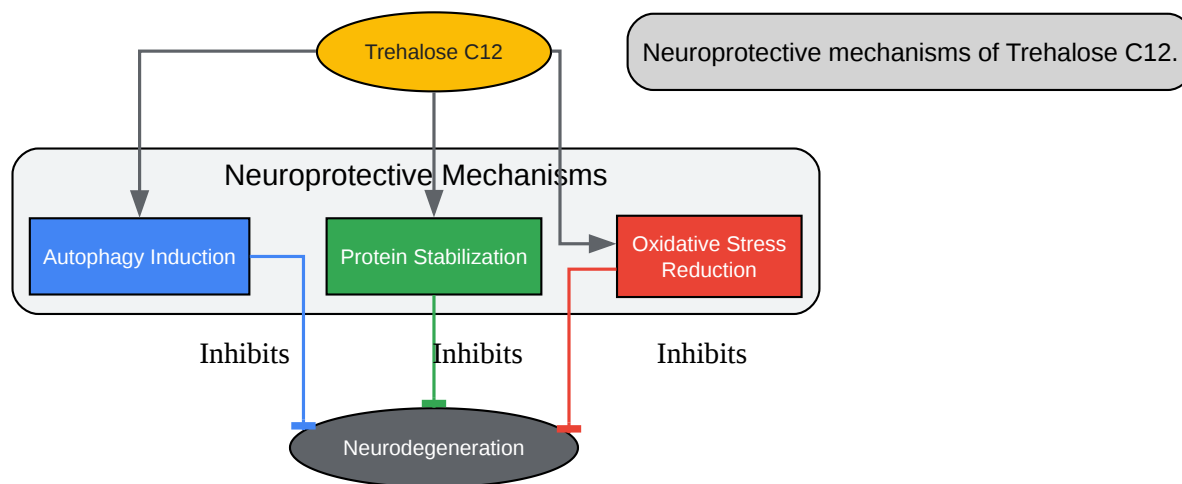 Trehalose C12
Neuroprotective mechanisms of Trehalose C12.
Neuroprotective Mechanisms
Autophagy Induction
Protein Stabilization
Oxidative Stress
Reduction
Inhibits
Inhibits
Inhibits
Neurodegeneration